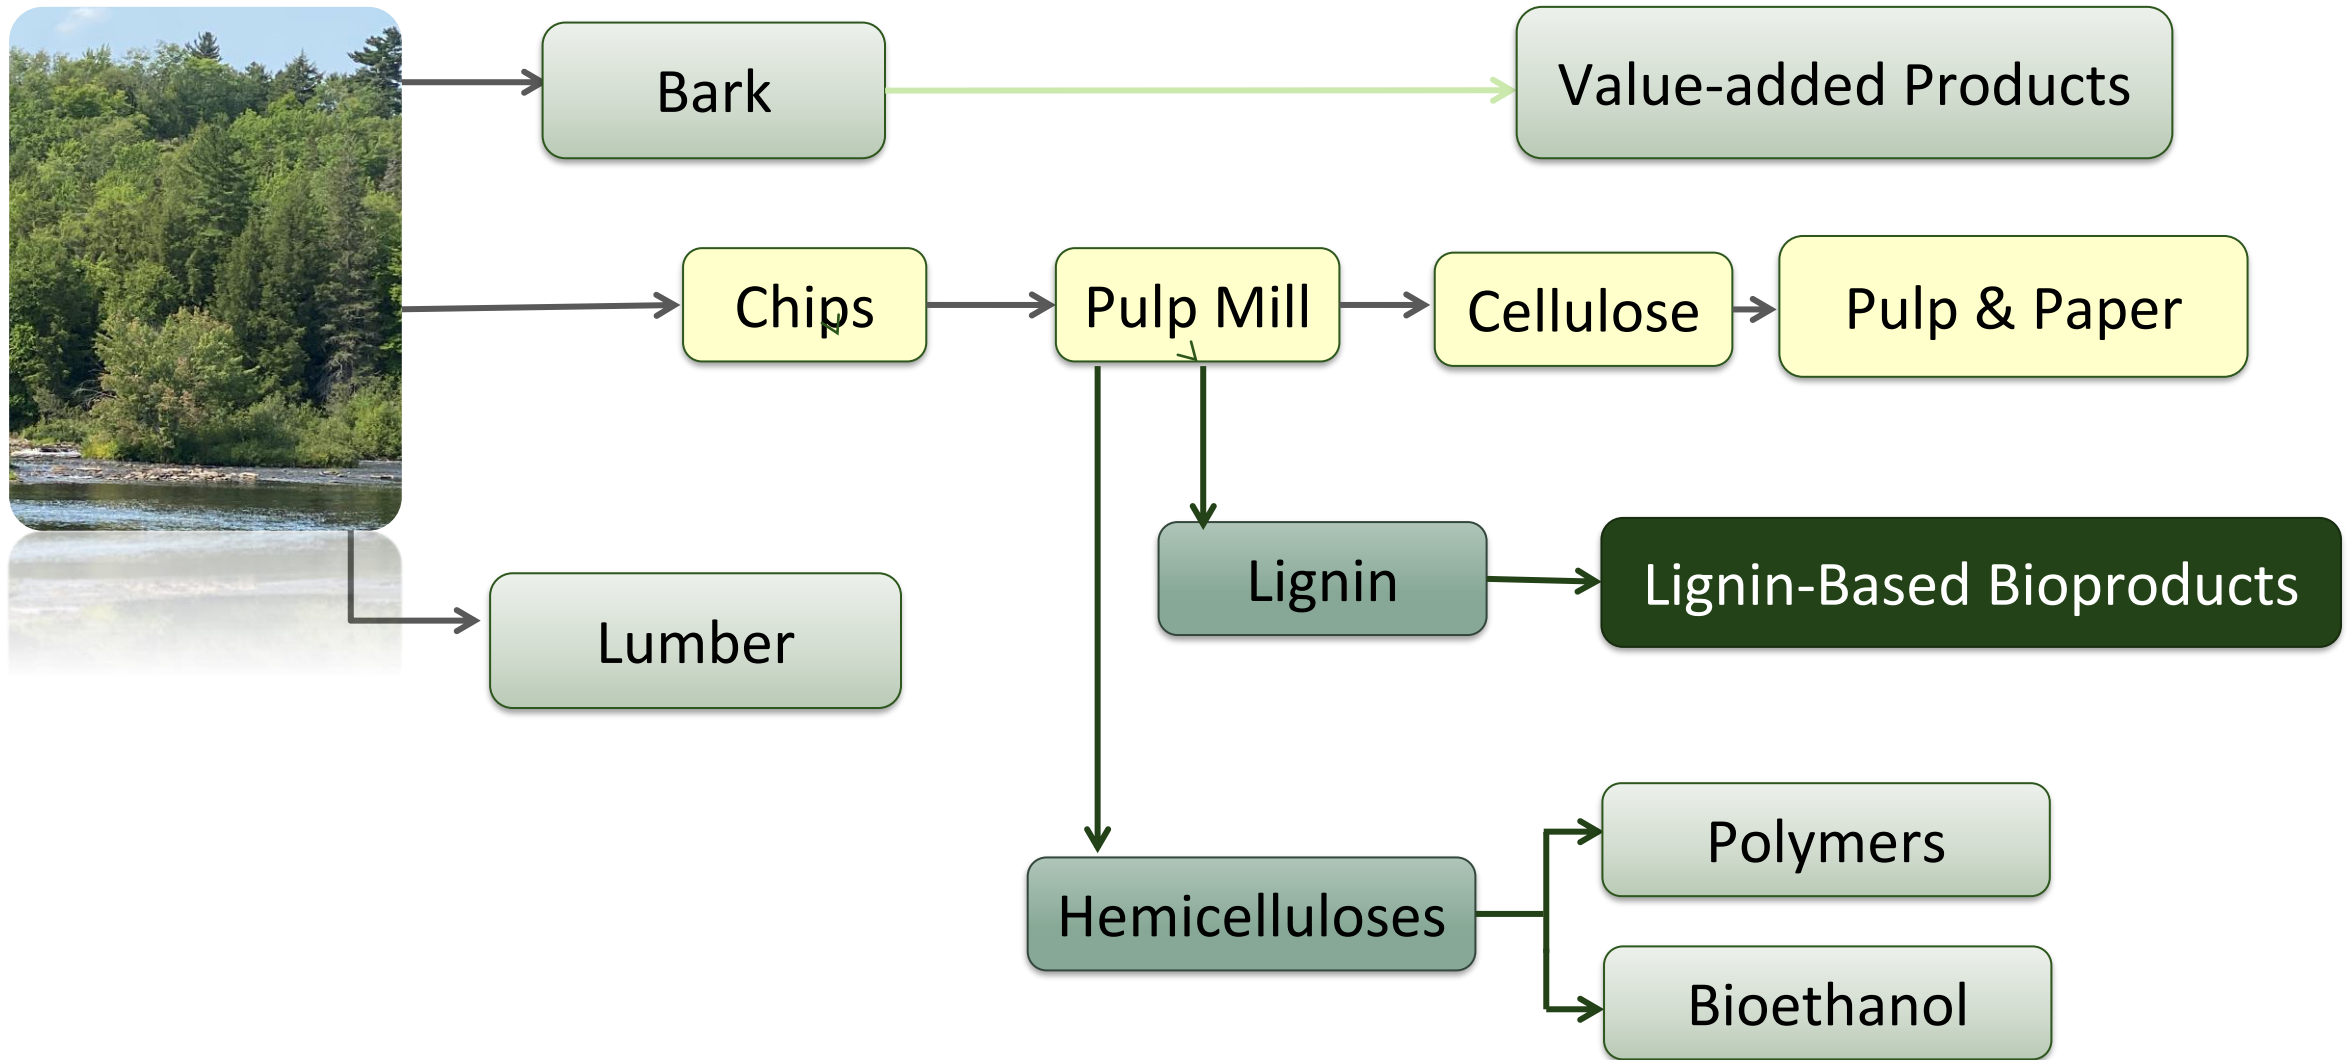 Bark
Value-added Products
Chips
Pulp Mill
Cellulose
Pulp & Paper
Lignin
Lignin-Based Bioproducts
Lumber
Polymers
Hemicelluloses
Bioethanol